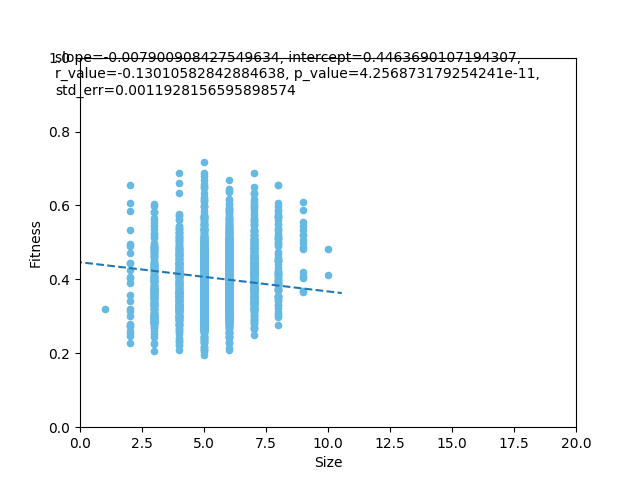 slope=-0.007900908427549634, intercept=0.4463690107194307,
r_value=-0.13010582842884638, p_value=4.256873179254241e-11,
std_err=0.0011928156595898574
1.0
0.8
0.6
0.4
0.2
0.0
Fitness
0.0 2.5 5.0 7.5 10.0 12.5 15.0 17.5 20.0
Size